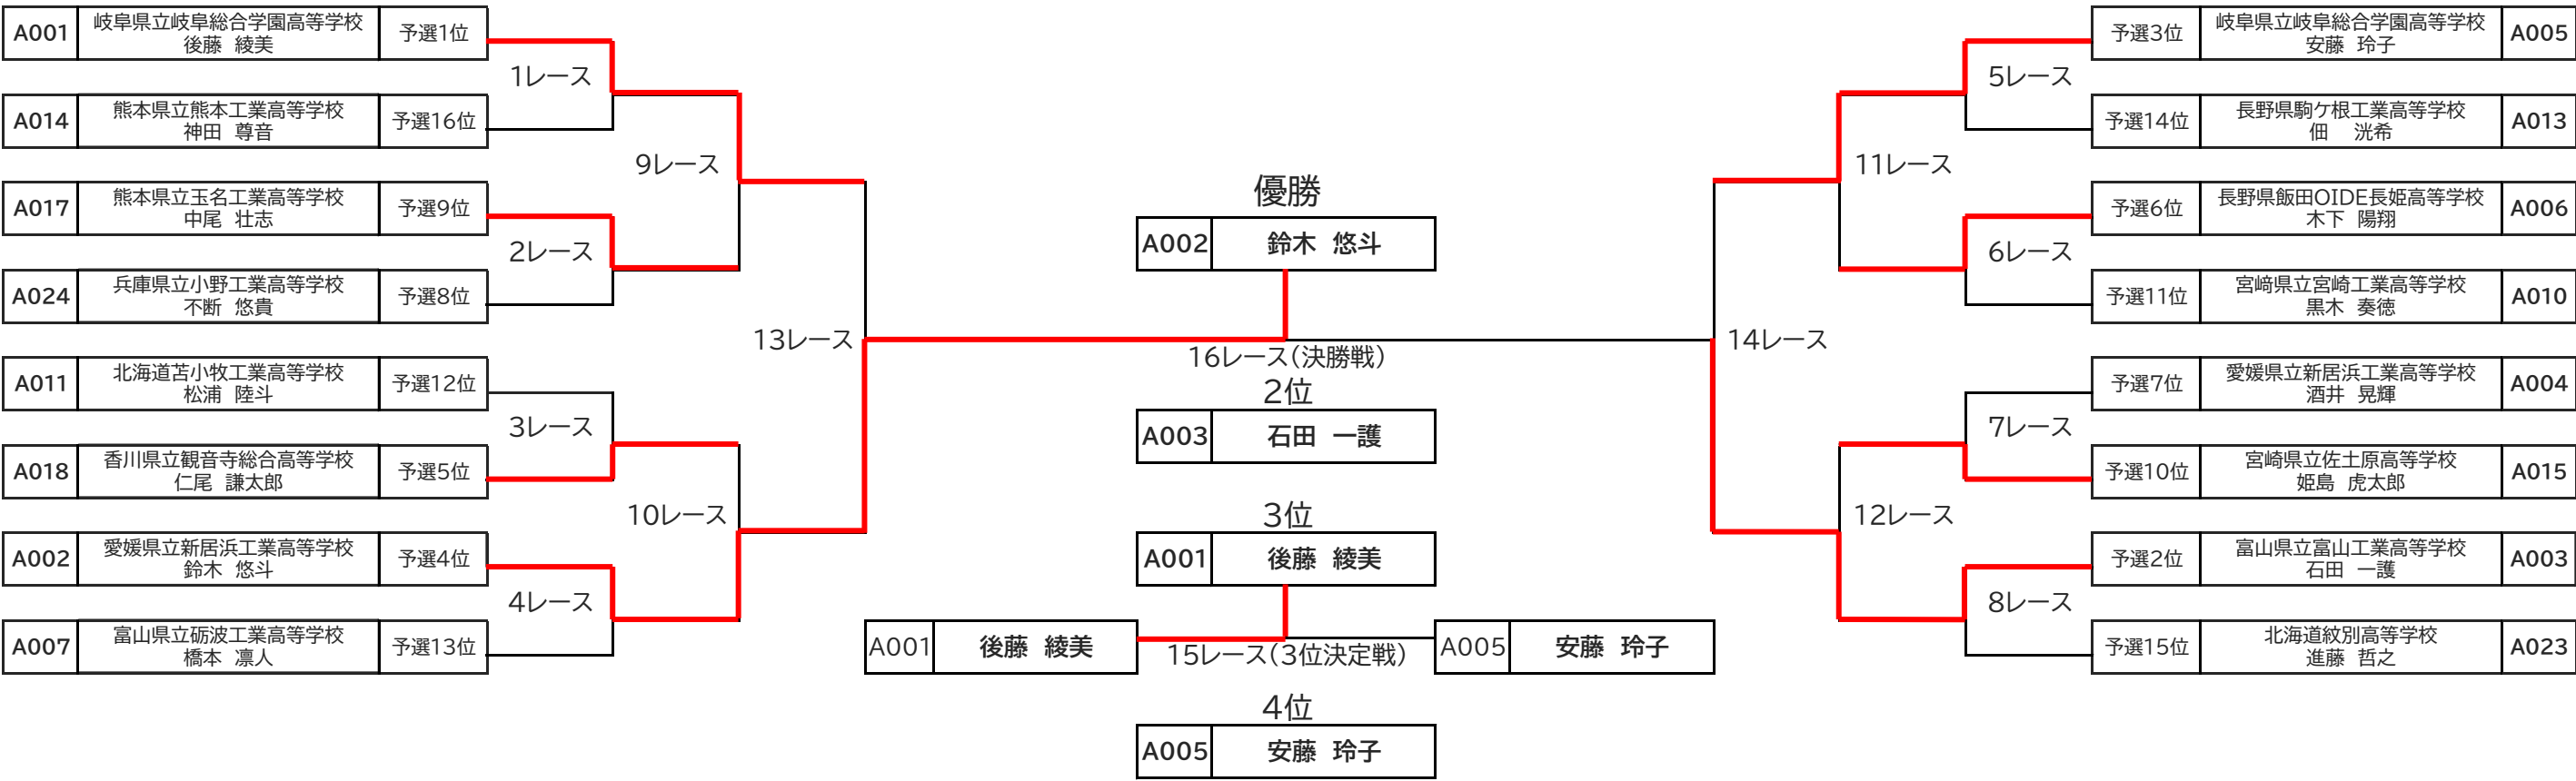 A001
岐阜県立岐阜総合学園高等学校
後藤 綾美
予選1位
1レース
A014
熊本県立熊本工業高等学校
神田 尊音
予選16位
9レース
A017
熊本県立玉名工業高等学校
中尾 壮志
予選9位
2レース
A024
兵庫県立小野工業高等学校
不断 悠貴
予選8位
13レース
A011
北海道苫小牧工業高等学校
松浦 陸斗
予選12位
3レース
A018
香川県立観音寺総合高等学校
仁尾 謙太郎
予選5位
10レース
A002
愛媛県立新居浜工業高等学校
鈴木 悠斗
予選4位
4レース
A007
富山県立砺波工業高等学校
橋本 凛人
予選13位
優勝
A002 鈴木 悠斗
16レース(決勝戦)
2位
A003 石田 一護
3位
A001 後藤 綾美
A001 後藤 綾美
15レース(3位決定戦)
A005 安藤 玲子
4位
A005 安藤 玲子
予選3位
岐阜県立岐阜総合学園高等学校
安藤 玲子
A005
5レース
予選14位
長野県駒ケ根工業高等学校
佃 洸希
A013
11レース
予選6位
長野県飯田OIDE長姫高等学校
木下 陽翔
A006
6レース
予選11位
宮﨑県立宮崎工業高等学校
黒木 奏徳
A010
14レース
予選7位
愛媛県立新居浜工業高等学校
酒井 晃輝
A004
7レース
予選10位
宮崎県立佐土原高等学校
姫島 虎太郎
A015
12レース
予選2位
富山県立富山工業高等学校
石田 一護
A003
8レース
予選15位
北海道紋別高等学校
進藤 哲之
A023